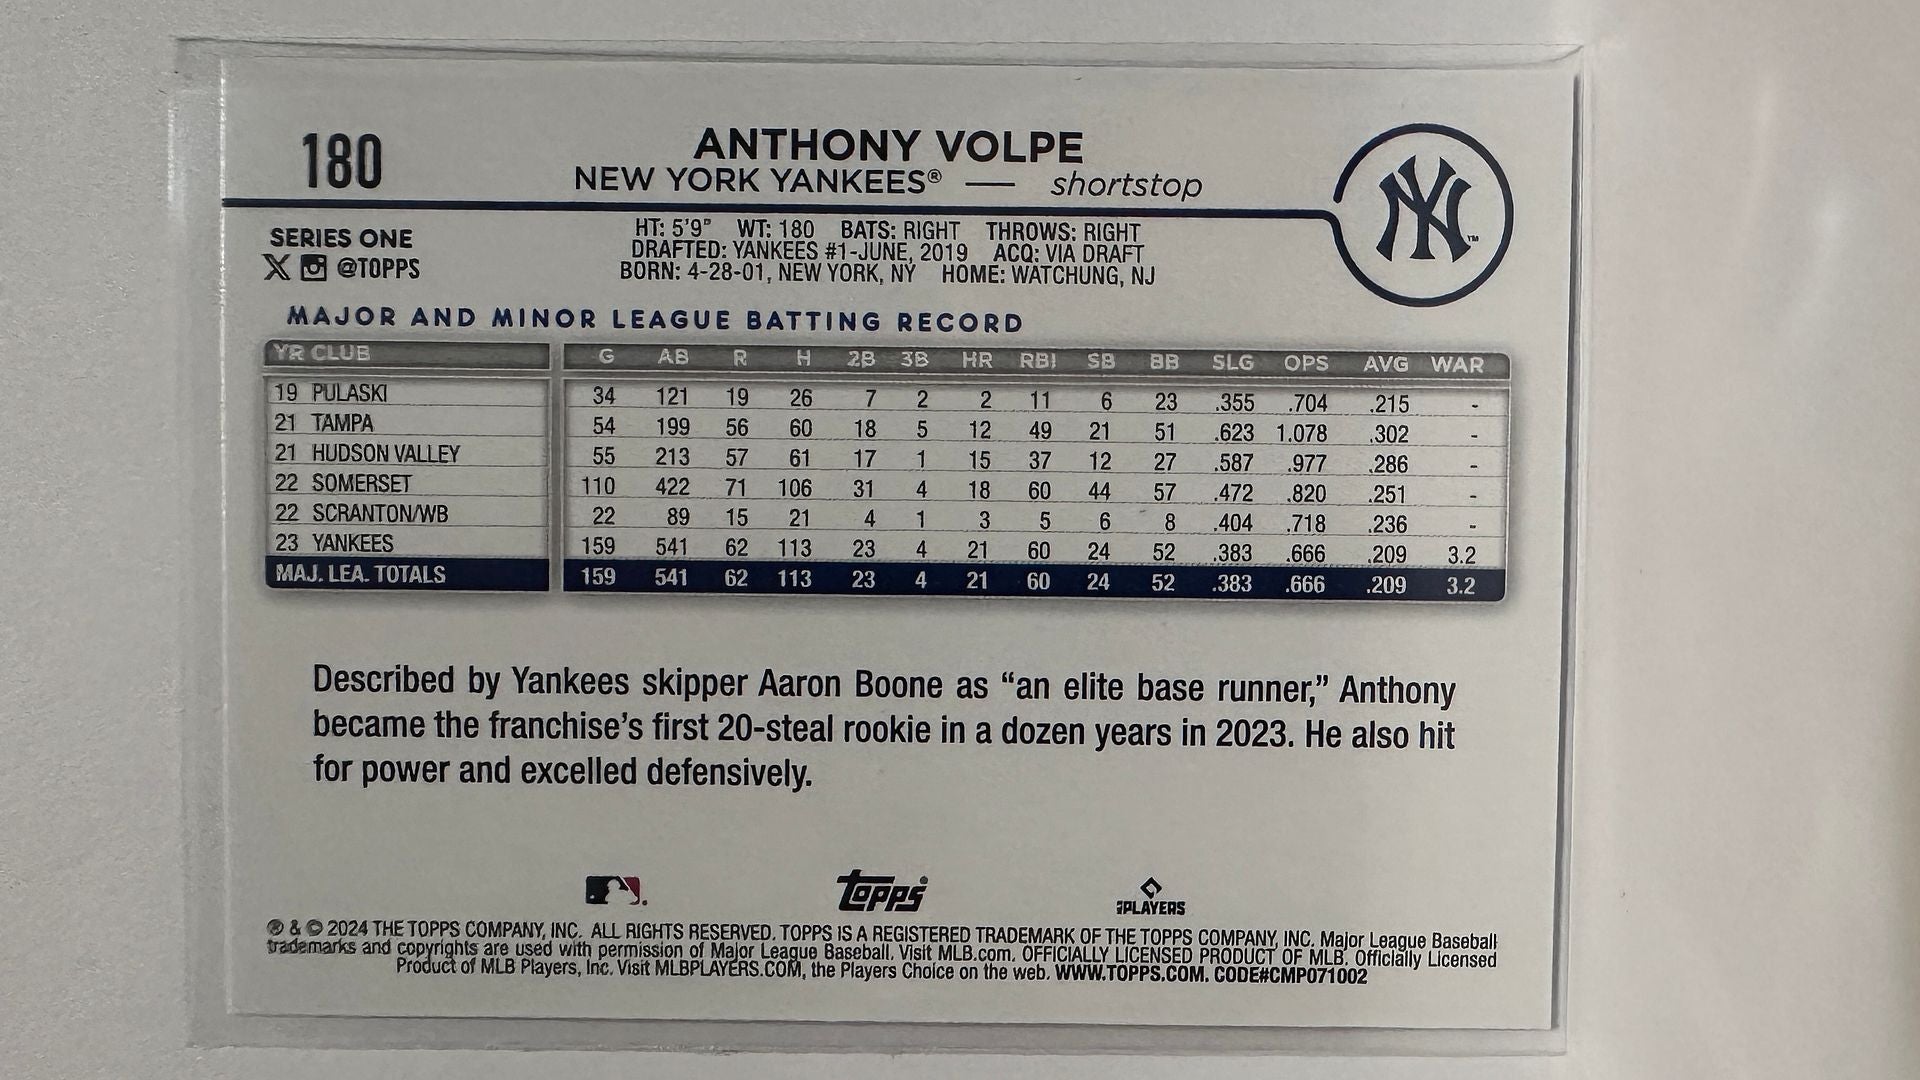 180
ANTHONY VOLPE
NEW YORK YANKEES® — shortstop
NY ™
SERIES ONE
@TOPPS
HT: 5'9" WT: 180 BATS: RIGHT THROWS: RIGHT
DRAFTED: YANKEES #1-JUNE, 2019 ACQ: VIA DRAFT
BORN: 4-28-01, NEW YORK, NY HOME: WATCHUNG, NJ
MAJOR AND MINOR LEAGUE BATTING RECORD
YR CLUB G AB R H 2B 3B HR RBI SB BB SLG OPS AVG WAR
19 PULASKI 34 121 19 26 7 2 2 11 6 23 .355 .704 .215 -
21 TAMPA 54 199 56 60 18 5 12 49 21 51 .623 1.078 .302 -
21 HUDSON VALLEY 55 213 57 61 17 1 15 37 12 27 .587 .977 .286 -
22 SOMERSET 110 422 71 106 31 4 18 60 44 57 .472 .820 .251 -
22 SCRANTON/WB 22 89 15 21 4 1 3 5 6 8 .404 .718 .236 -
23 YANKEES 159 541 62 113 23 4 21 60 24 52 .383 .666 .209 3.2
MAJ. LEA. TOTALS 159 541 62 113 23 4 21 60 24 52 .383 .666 .209 3.2
Described by Yankees skipper Aaron Boone as “an elite base runner,” Anthony
became the franchise’s first 20-steal rookie in a dozen years in 2023. He also hit
for power and excelled defensively.
Topps
PLAYERS
® & © 2024 THE TOPPS COMPANY, INC. ALL RIGHTS RESERVED. TOPPS IS A REGISTERED TRADEMARK OF THE TOPPS COMPANY, INC. Major League Baseball
trademarks and copyrights are used with permission of Major League Baseball. Visit MLB.com. OFFICIALLY LICENSED PRODUCT OF MLB. Officially Licensed
Product of MLB Players, Inc. Visit MLBPLAYERS.COM, the Players Choice on the web. WWW.TOPPS.COM. CODE#CMP071002